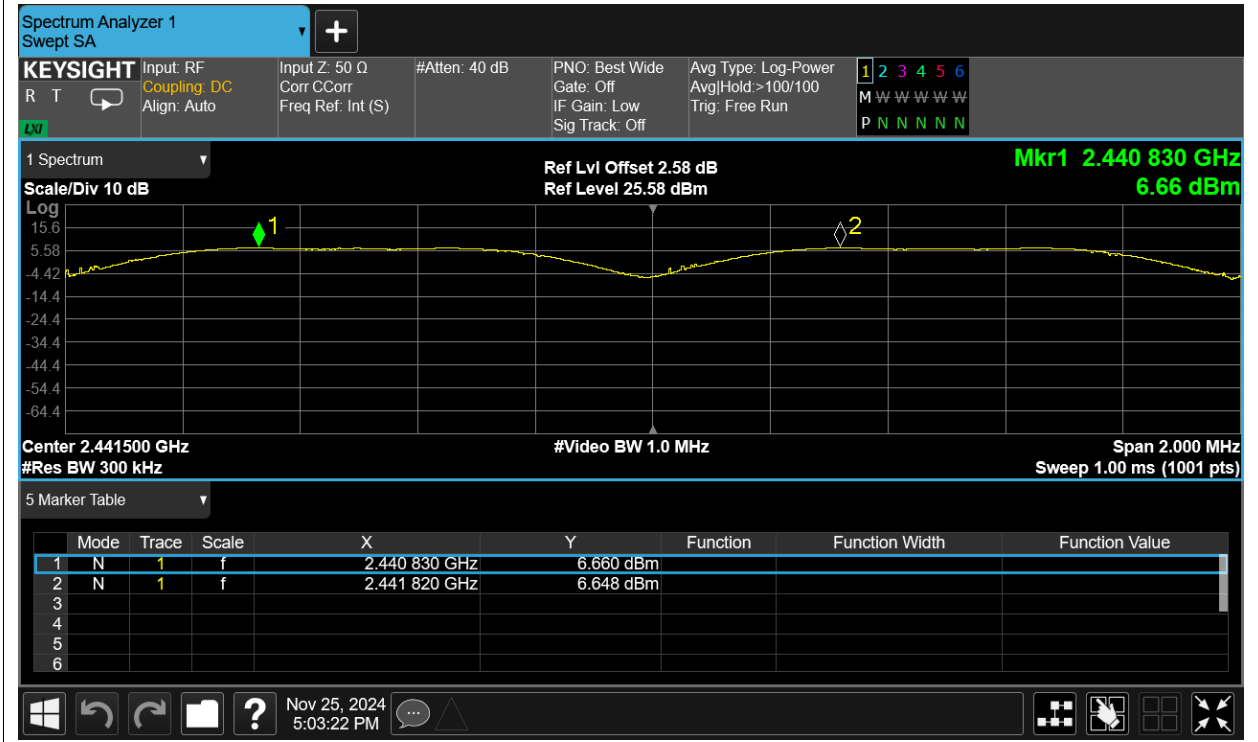 Spectrum Analyzer 1
Swept SA
+
KEYSIGHT
R T
LXI
Input: RF
Coupling: DC
Align: Auto
Input Z: 50 Ω
Corr CCorr
Freq Ref: Int (S)
#Atten: 40 dB
PNO: Best Wide
Gate: Off
IF Gain: Low
Sig Track: Off
Avg Type: Log-Power
Avg|Hold:>100/100
Trig: Free Run
1 2 3 4 5 6
M W W W W W
P N N N N N
1 Spectrum
Scale/Div 10 dB
Ref Lvl Offset 2.58 dB
Ref Level 25.58 dBm
Mkr1 2.440 830 GHz
6.66 dBm
Log
15.6
5.58
-4.42
-14.4
-24.4
-34.4
-44.4
-54.4
-64.4
1
2
Center 2.441500 GHz
#Video BW 1.0 MHz
Span 2.000 MHz
#Res BW 300 kHz
Sweep 1.00 ms (1001 pts)
5 Marker Table
Mode Trace Scale X Y Function Function Width Function Value
1 N 1 f 2.440 830 GHz 6.660 dBm
2 N 1 f 2.441 820 GHz 6.648 dBm
3
4
5
6
?
Nov 25, 2024
5:03:22 PM